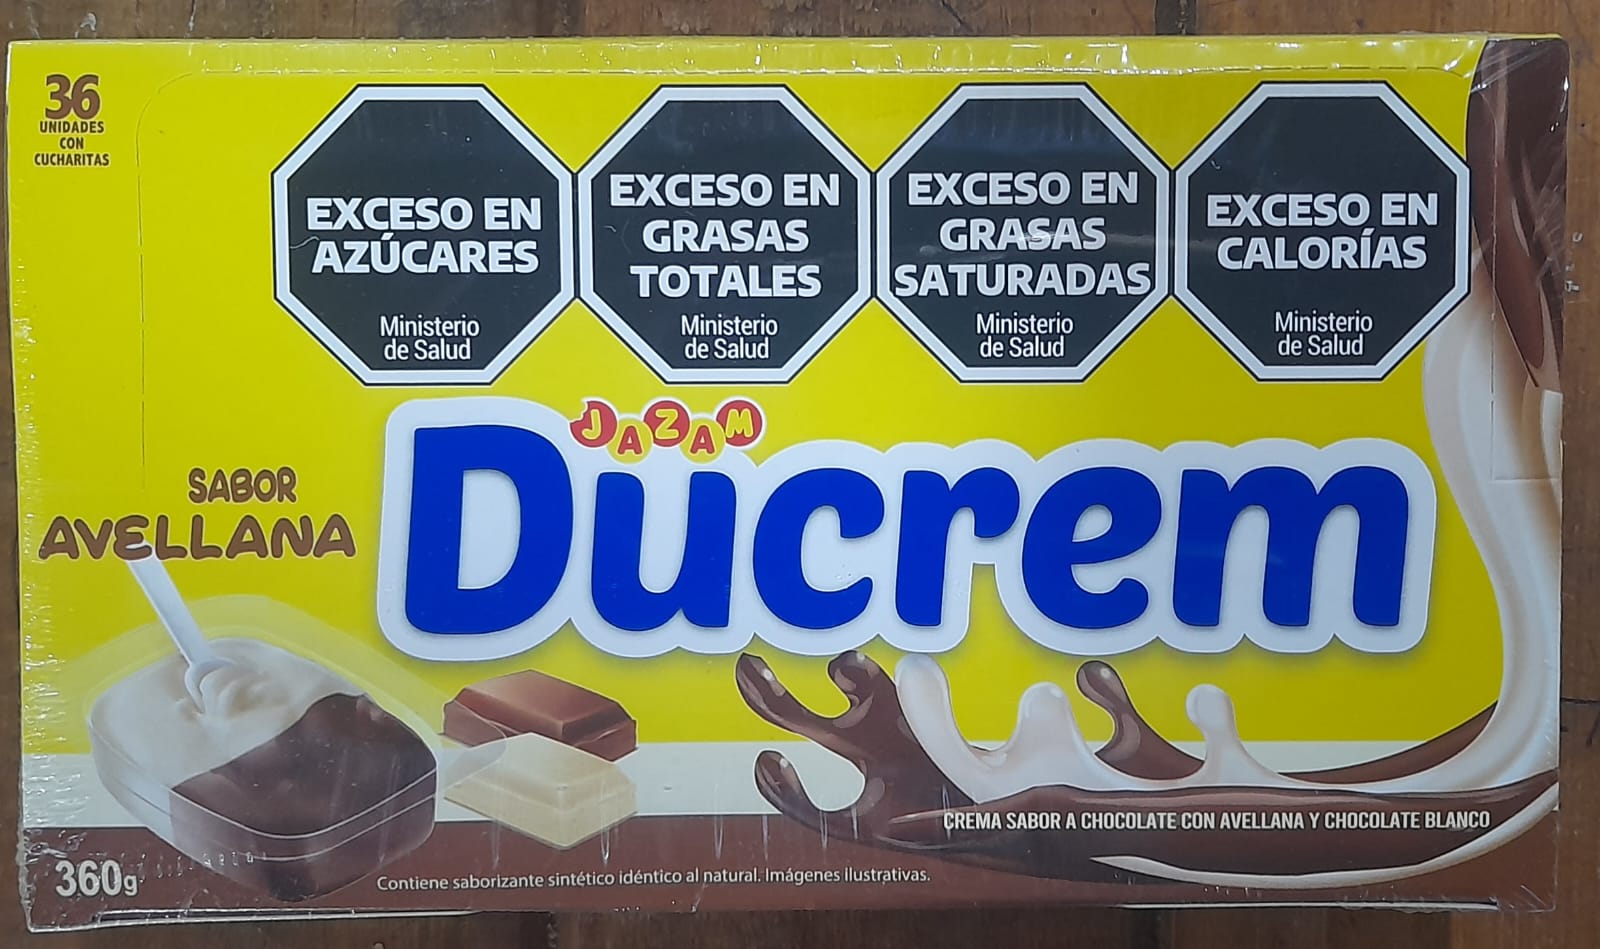 36
UNIDADES
CON
CUCHARITAS
EXCESO EN
AZÚCARES
Ministerio
de Salud
EXCESO EN
GRASAS
TOTALES
Ministerio
de Salud
EXCESO EN
GRASAS
SATURADAS
Ministerio
de Salud
EXCESO EN
CALORÍAS
Ministerio
de Salud
JAZAM
Ducrem
SABOR
AVELLANA
CREMA SABOR A CHOCOLATE CON AVELLANA Y CHOCOLATE BLANCO
360g
Contiene saborizante sintético idéntico al natural. Imágenes ilustrativas.